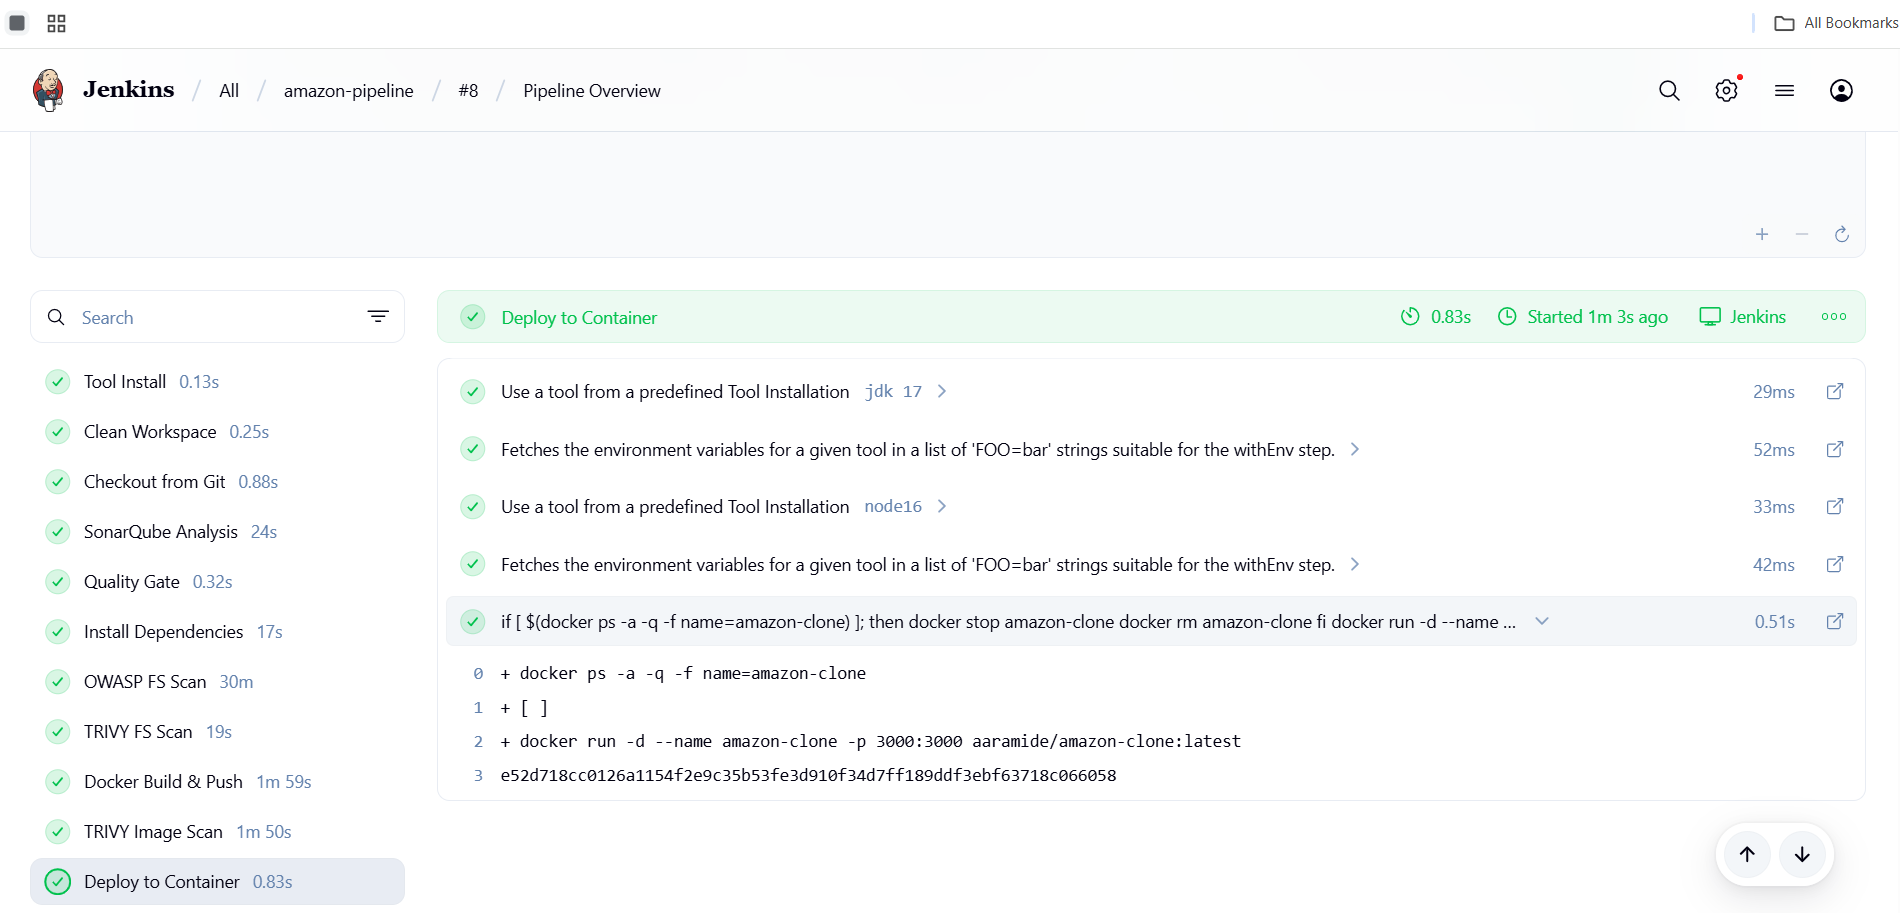 All Bookmarks
Jenkins / All / amazon-pipeline / #8 / Pipeline Overview
Search
Tool Install 0.13s
Clean Workspace 0.25s
Checkout from Git 0.88s
SonarQube Analysis 24s
Quality Gate 0.32s
Install Dependencies 17s
OWASP FS Scan 30m
TRIVY FS Scan 19s
Docker Build & Push 1m 59s
TRIVY Image Scan 1m 50s
Deploy to Container 0.83s
Deploy to Container 0.83s Started 1m 3s ago Jenkins
Use a tool from a predefined Tool Installation jdk 17 29ms
Fetches the environment variables for a given tool in a list of 'FOO=bar' strings suitable for the withEnv step. 52ms
Use a tool from a predefined Tool Installation node16 33ms
Fetches the environment variables for a given tool in a list of 'FOO=bar' strings suitable for the withEnv step. 42ms
if [ $(docker ps -a -q -f name=amazon-clone) ]; then docker stop amazon-clone docker rm amazon-clone fi docker run -d --name ... 0.51s
0 + docker ps -a -q -f name=amazon-clone
1 + [ ]
2 + docker run -d --name amazon-clone -p 3000:3000 aaramide/amazon-clone:latest
3 e52d718cc0126a1154f2e9c35b53fe3d910f34d7ff189ddf3ebf63718c066058